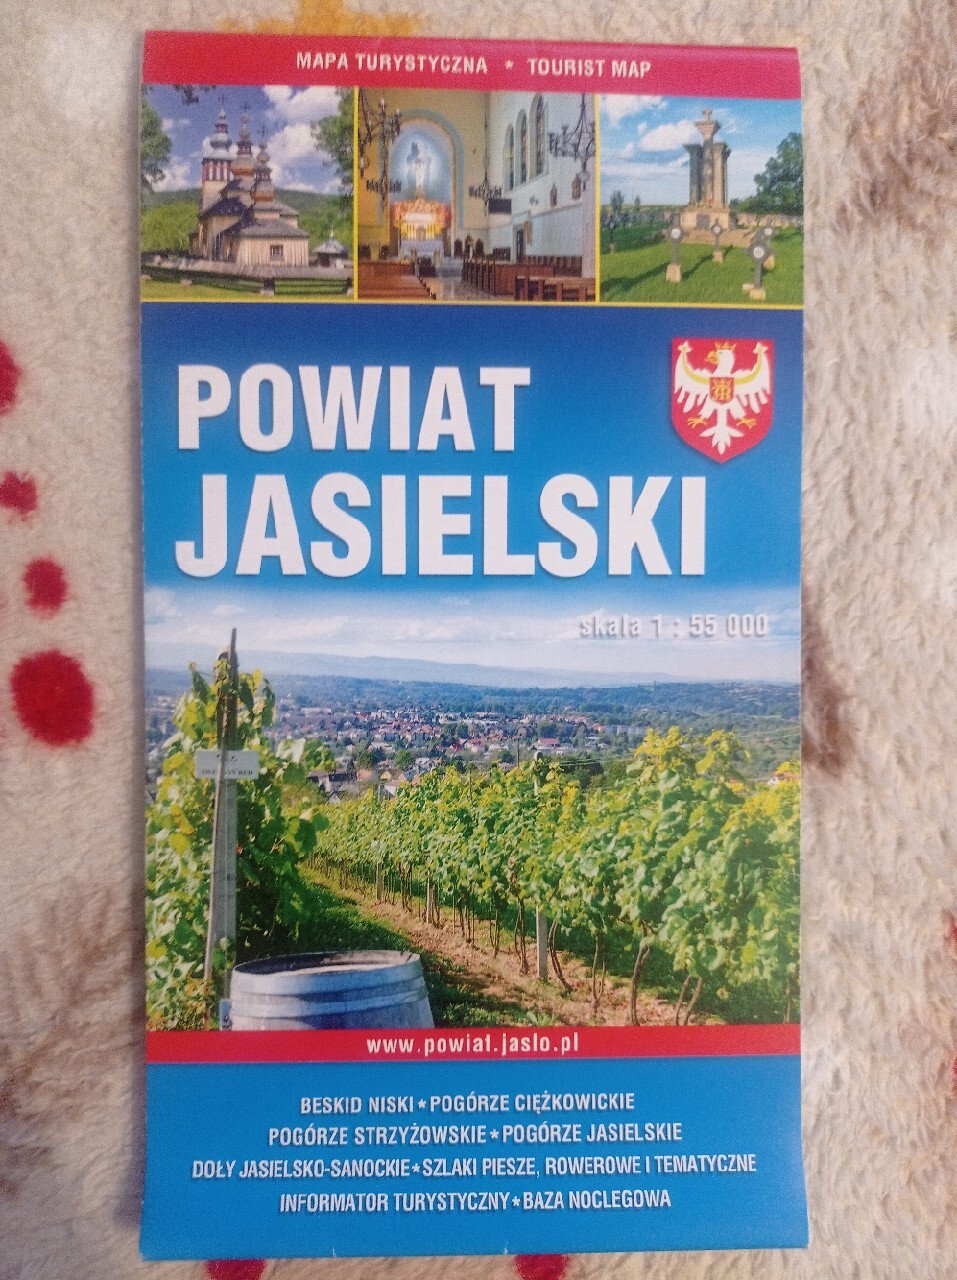 MAPA TURYSTYCZNA * TOURIST MAP
POWIAT
JASIELSKI
skala 1 : 55 000
www.powiat.jaslo.pl
BESKID NISKI * POGÓRZE CIĘŻKOWICKIE
POGÓRZE STRZYŻOWSKIE * POGÓRZE JASIELSKIE
DOŁY JASIELSKO-SANOCKIE * SZLAKI PIESZE, ROWEROWE I TEMATYCZNE
INFORMATOR TURYSTYCZNY * BAZA NOCLEGOWA